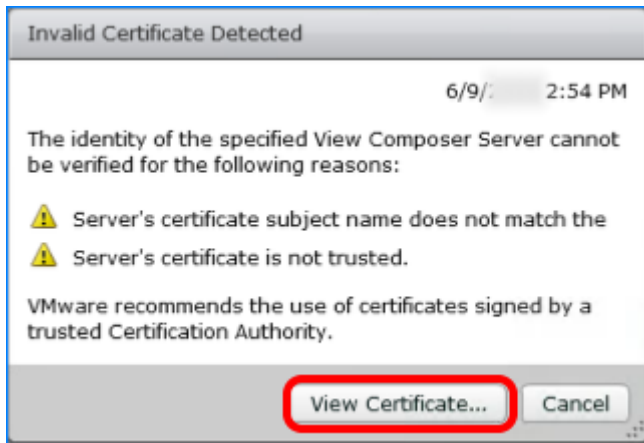 Invalid Certificate Detected
6/9/ 2:54 PM
The identity of the specified View Composer Server cannot
be verified for the following reasons:
Server's certificate subject name does not match the
Server's certificate is not trusted.
VMware recommends the use of certificates signed by a
trusted Certification Authority.
View Certificate... Cancel